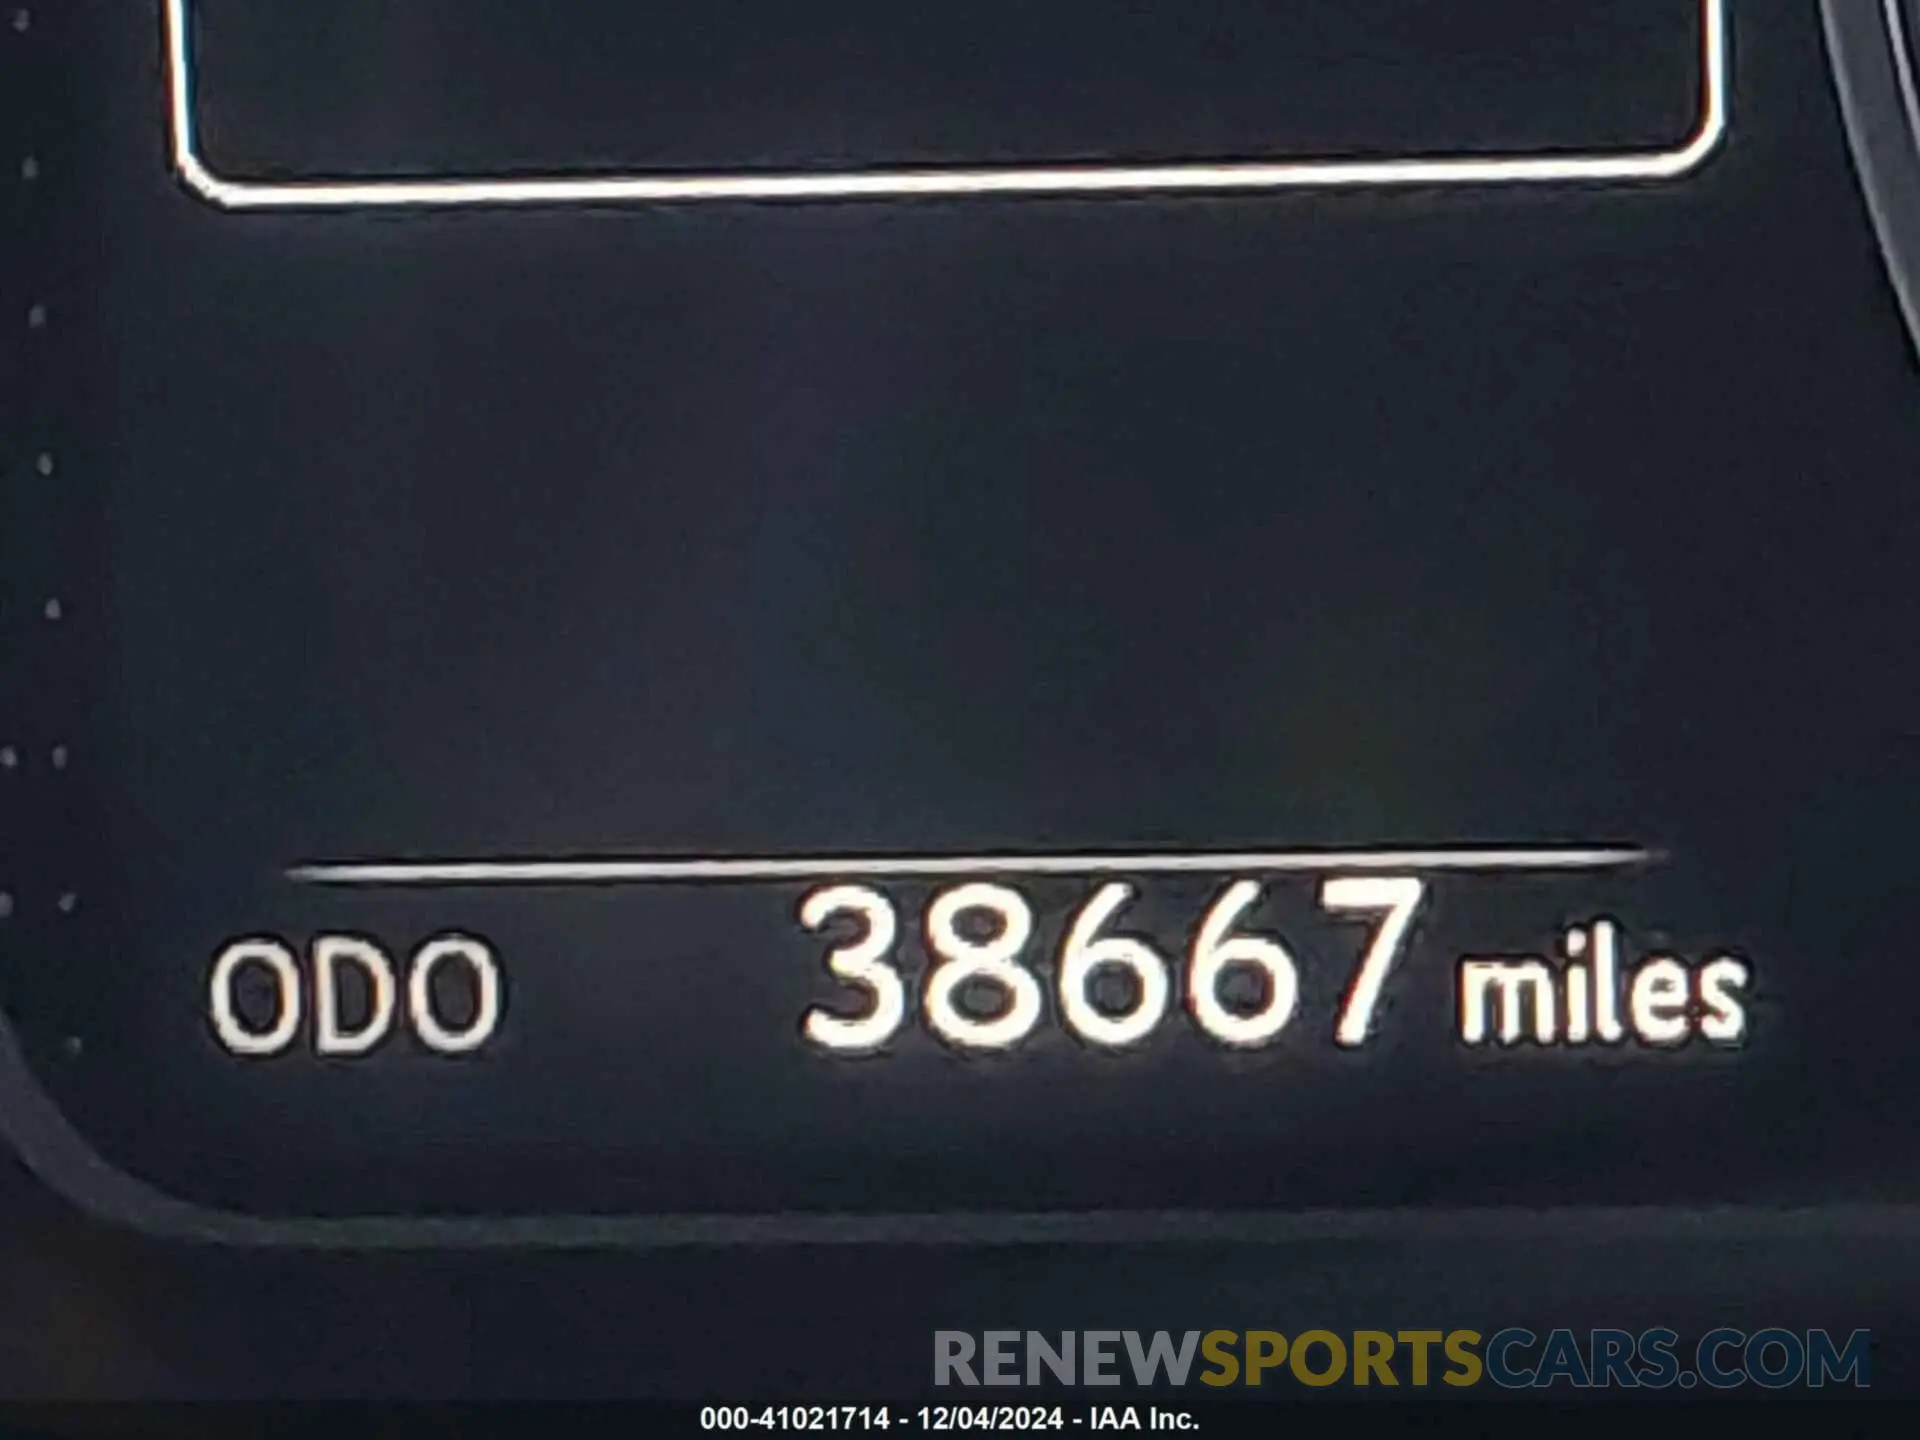 ODO 38667 miles
RENEWSPORTSCARS.COM
000-41021714 - 12/04/2024 - IAA Inc.